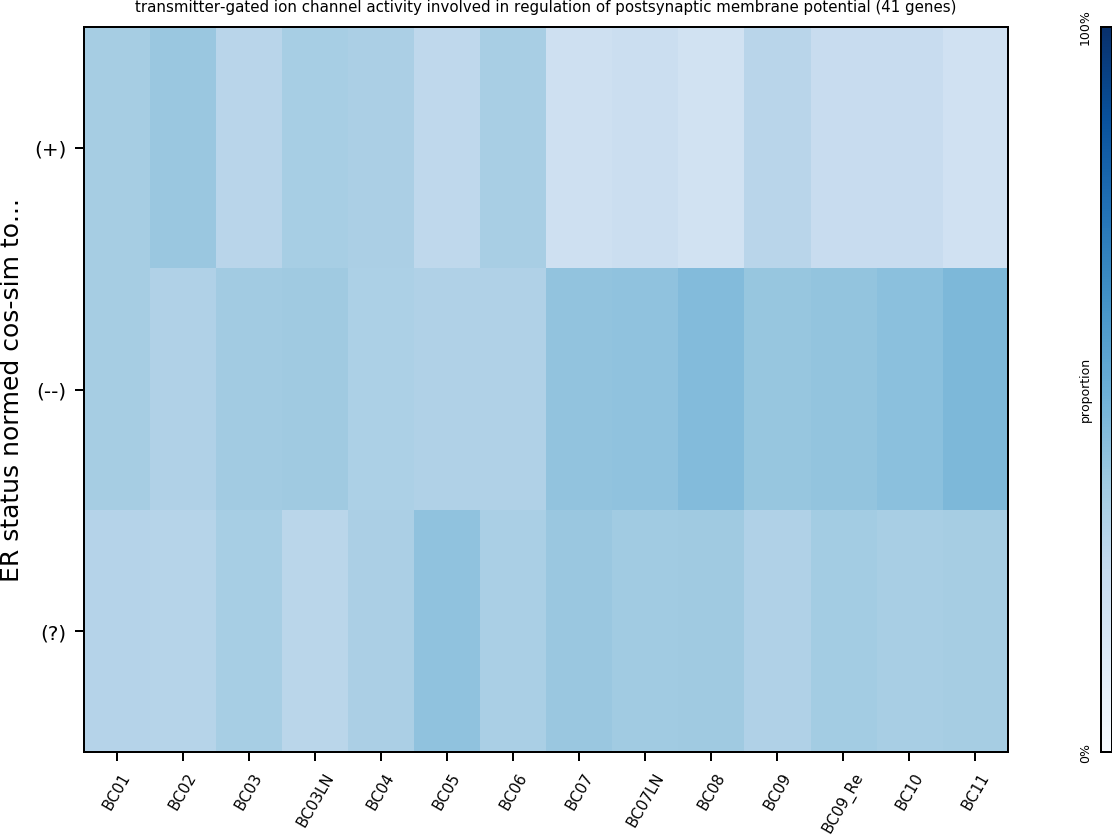 transmitter-gated ion channel activity involved in regulation of postsynaptic membrane potential (41 genes)
ER status normed cos-sim to...
(+)
(--)
(?)
BC01
BC02
BC03
BC03LN
BC04
BC05
BC06
BC07
BC07LN
BC08
BC09
BC09_Re
BC10
BC11
100%
proportion
0%